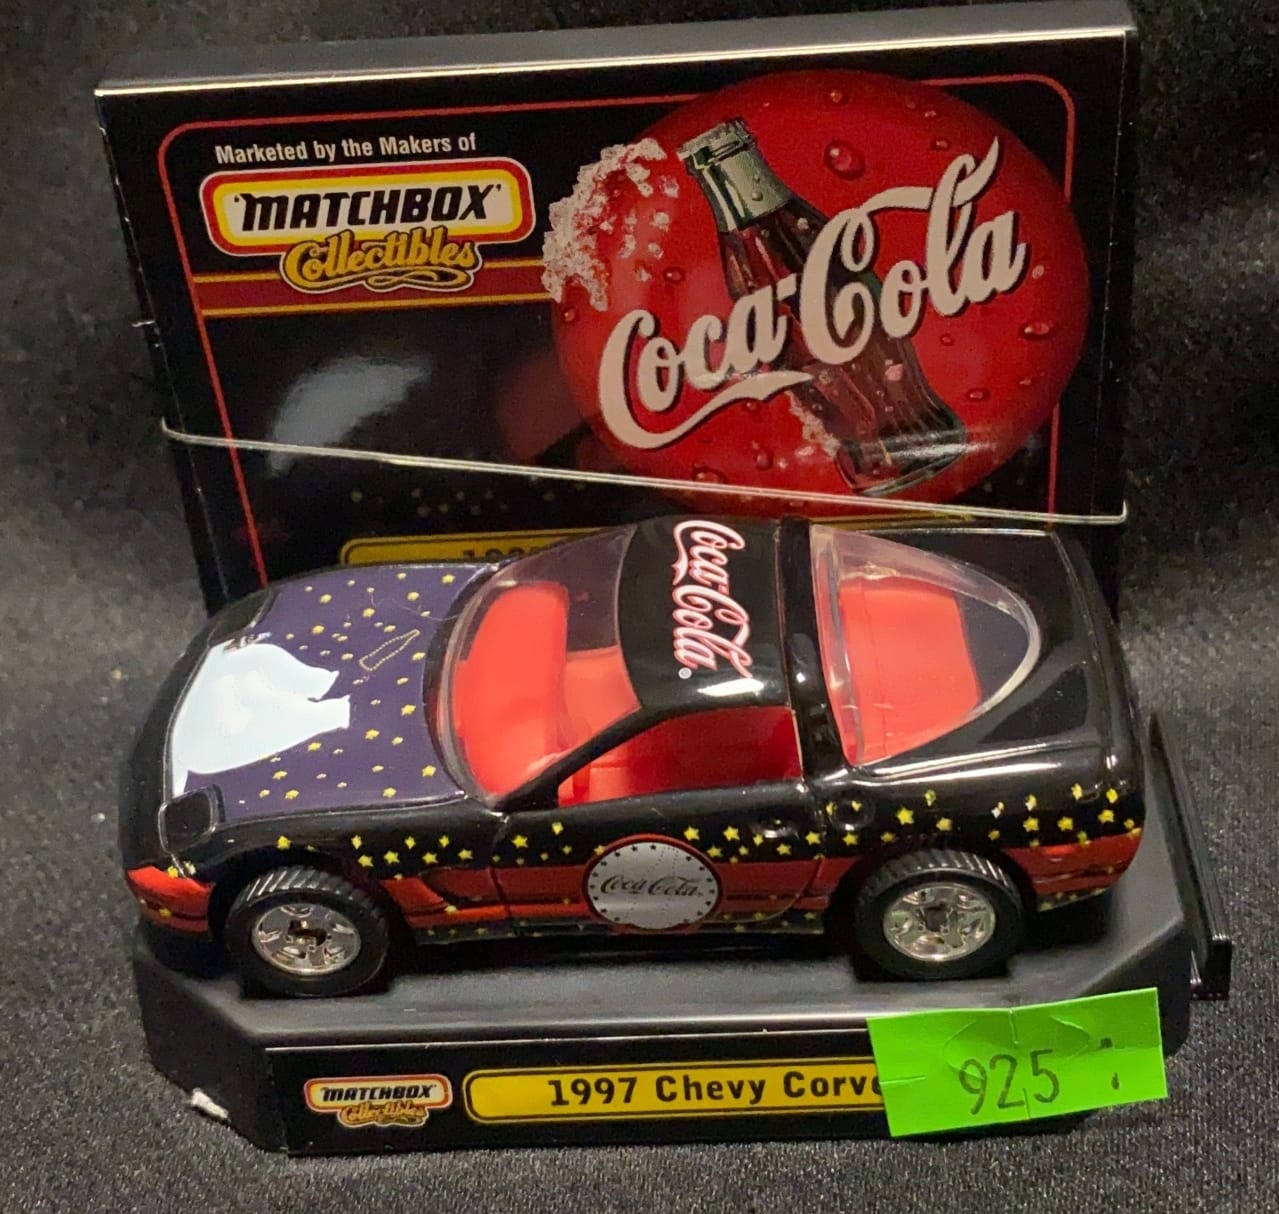 Marketed by the Makers of
"MATCHBOX"
Collectibles
Coca-Cola
Coca-Cola®
Coca-Cola
MATCHBOX
Collectibles
1997 Chevy Corve
925